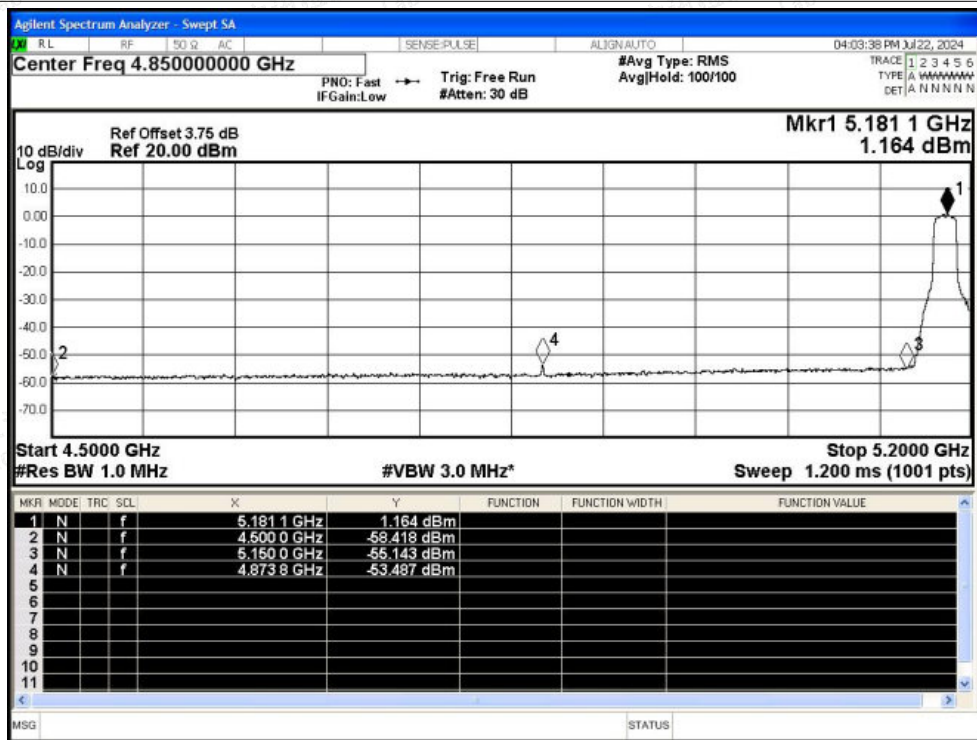 Agilent Spectrum Analyzer - Swept SA
LXI RL RF 50 Ω AC SENSE:PULSE ALIGN AUTO 04:03:38 PM Jul 22, 2024
Center Freq 4.850000000 GHz #Avg Type: RMS TRACE 1 2 3 4 5 6
PNO: Fast Trig: Free Run Avg|Hold: 100/100 TYPE A WWWWW
IFGain:Low #Atten: 30 dB DET A N N N N N
Mkr1 5.181 1 GHz
Ref Offset 3.75 dB
10 dB/div Ref 20.00 dBm 1.164 dBm
Log
10.0
1
0.00
-10.0
-20.0
-30.0
-40.0
4
3
-50.0 2
-60.0
-70.0
Start 4.5000 GHz Stop 5.2000 GHz
#Res BW 1.0 MHz #VBW 3.0 MHz* Sweep 1.200 ms (1001 pts)
MKR MODE TRC SCL X Y FUNCTION FUNCTION WIDTH FUNCTION VALUE
1 N f 5.181 1 GHz 1.164 dBm
2 N f 4.500 0 GHz -58.418 dBm
3 N f 5.150 0 GHz -55.143 dBm
4 N f 4.873 8 GHz -53.487 dBm
5
6
7
8
9
10
11
MSG STATUS